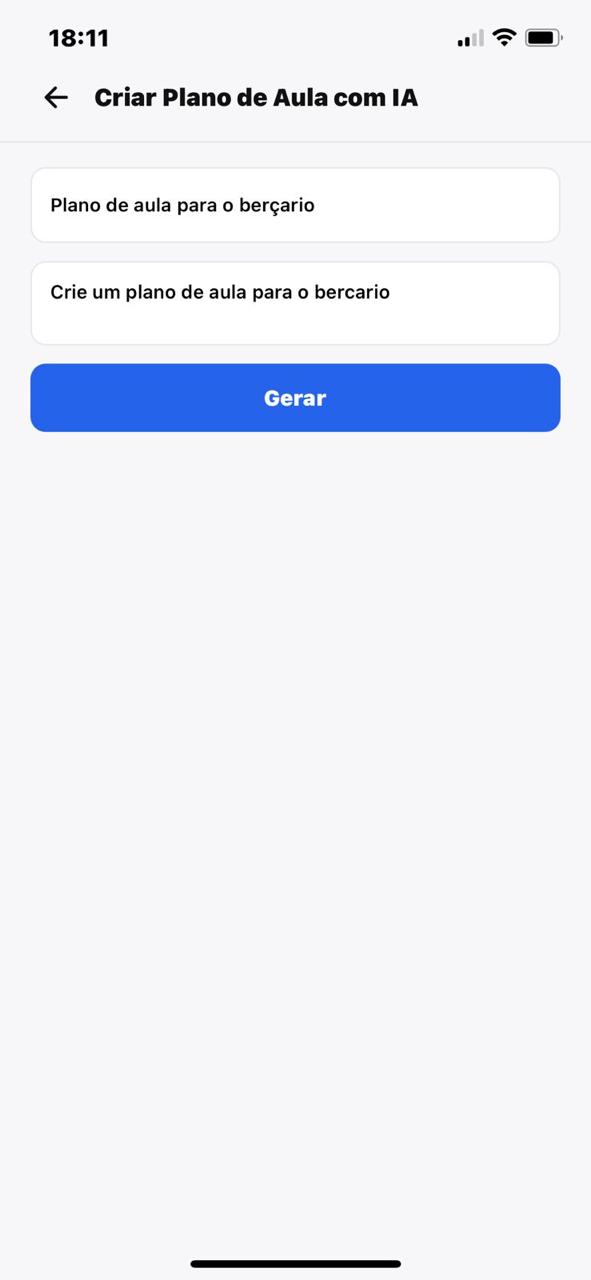 18:11
Criar Plano de Aula com IA
Plano de aula para o berçario
Crie um plano de aula para o bercario
Gerar